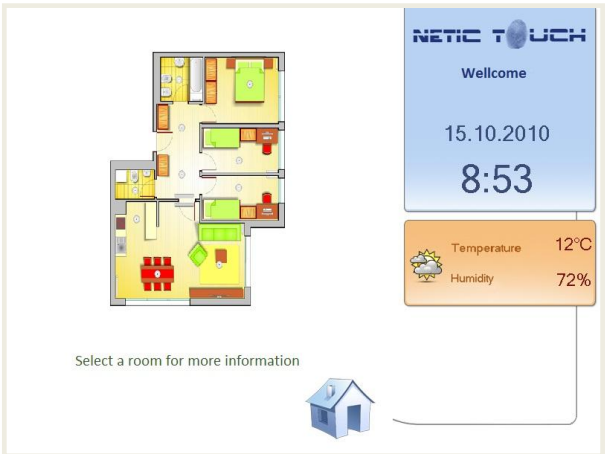 NETIC TOUCH
Wellcome
15.10.2010
8:53
Temperature 12°C
Humidity 72%
Select a room for more information